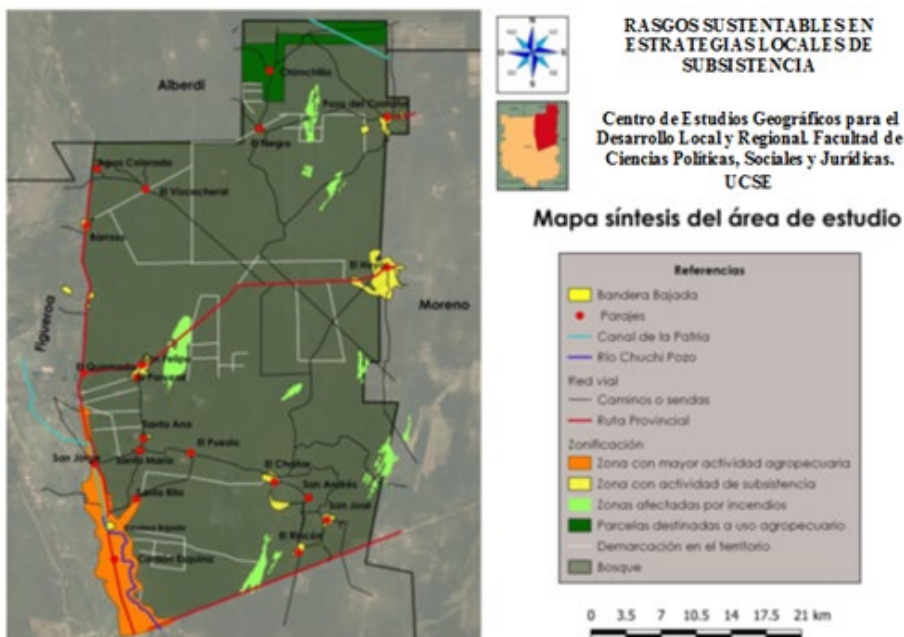 RASGOS SUSTENTABLES EN
ESTRATEGIAS LOCALES DE
SUBSISTENCIA
Centro de Estudios Geográficos para el
Desarrollo Local y Regional. Facultad de
Ciencias Políticas, Sociales y Jurídicas.
UCSE
Mapa síntesis del área de estudio
Referencias
Bandera Bajada
Parajes
Canal de la Patria
Río Chuchi Pozo
Red vial
Caminos o sendas
Ruta Provincial
Zonificación
Zona con mayor actividad agropecuaria
Zona con actividad de subsistencia
Zonas afectadas por incendios
Parcelas destinadas a uso agropecuario
Demarcación en el territorio
Bosque
0 3.5 7 10.5 14 17.5 21 km
N
Alberdi
Chinchilla
Pozo del Castaño
El Negro
Agua Colorada
El Vizcacheral
Figueroa
Moreno
El Quemado
Felipe
Santa Ana
El Puesto
San Jorge
Santa María
El Chañar
San Andrés
Santa Rita
San José
Bandera Bajada
El Rincón
Cardón Esquina